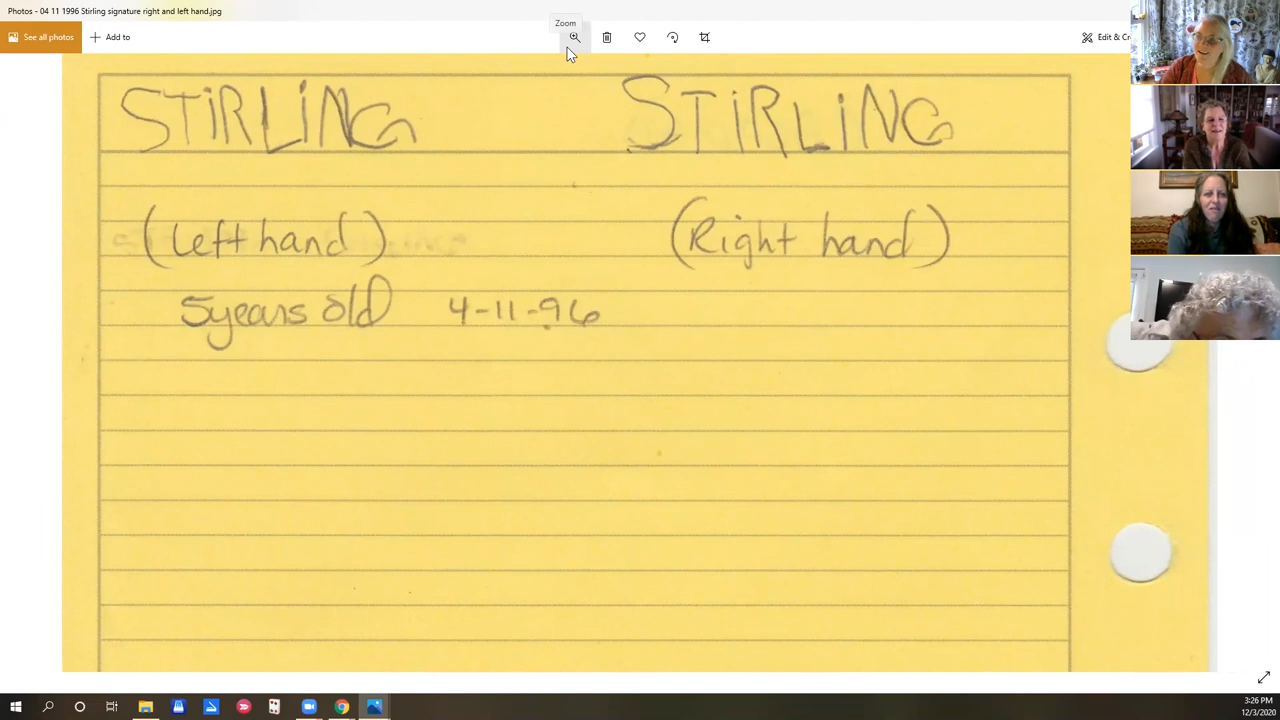 Photos - 04 11 1996 Stirling signature right and left hand.jpg
Zoom
See all photos
Add to
Edit & Cr
STiRLiNG STiRLiNG
(Left hand) (Right hand)
5years old 4-11-96
3:26 PM
12/3/2020